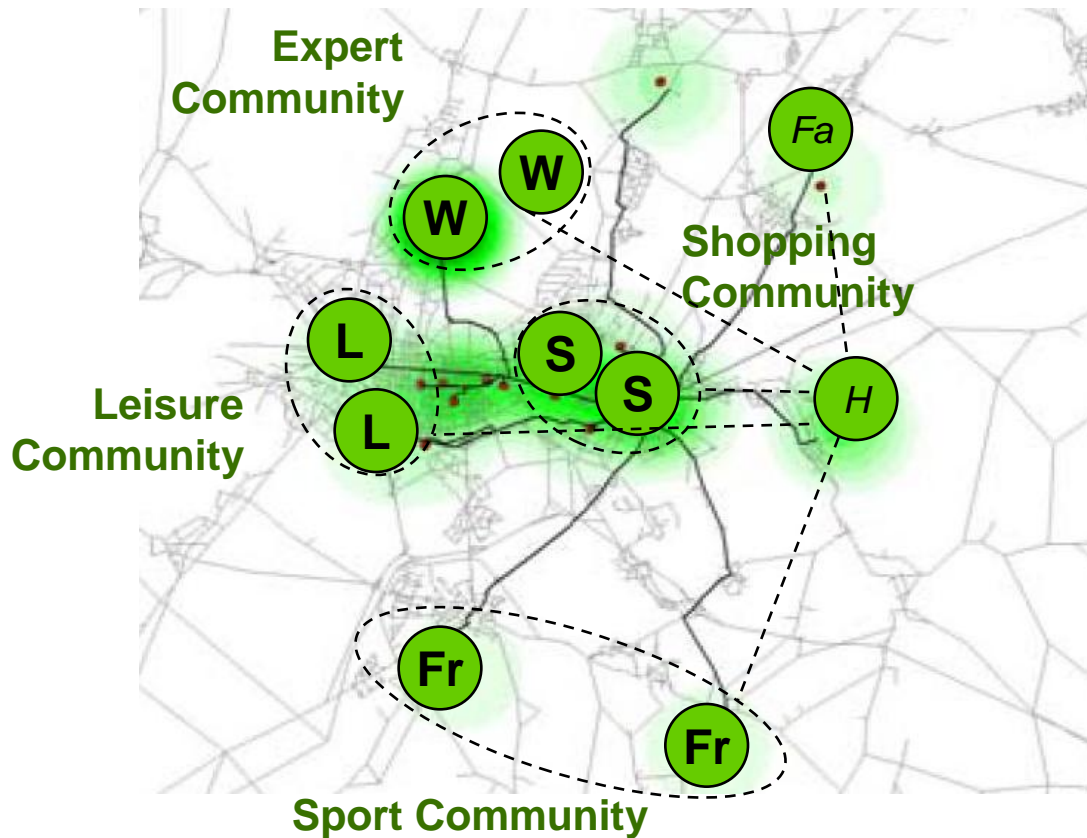 Expert
Community
Fa
W
W
Shopping
Community
L
S
S
H
Leisure
Community
L
Fr
Fr
Sport Community